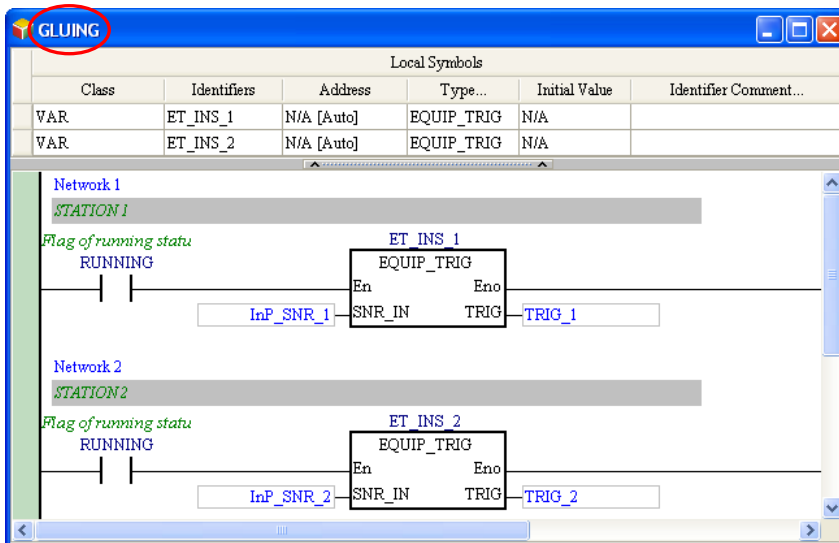 GLUING
Local Symbols
Class Identifiers Address Type... Initial Value Identifier Comment...
VAR ET_INS_1 N/A [Auto] EQUIP_TRIG N/A
VAR ET_INS_2 N/A [Auto] EQUIP_TRIG N/A
Network 1
STATION 1
Flag of running statu ET_INS_1
RUNNING EQUIP_TRIG
En Eno
InP_SNR_1 SNR_IN TRIG TRIG_1
Network 2
STATION 2
Flag of running statu ET_INS_2
RUNNING EQUIP_TRIG
En Eno
InP_SNR_2 SNR_IN TRIG TRIG_2